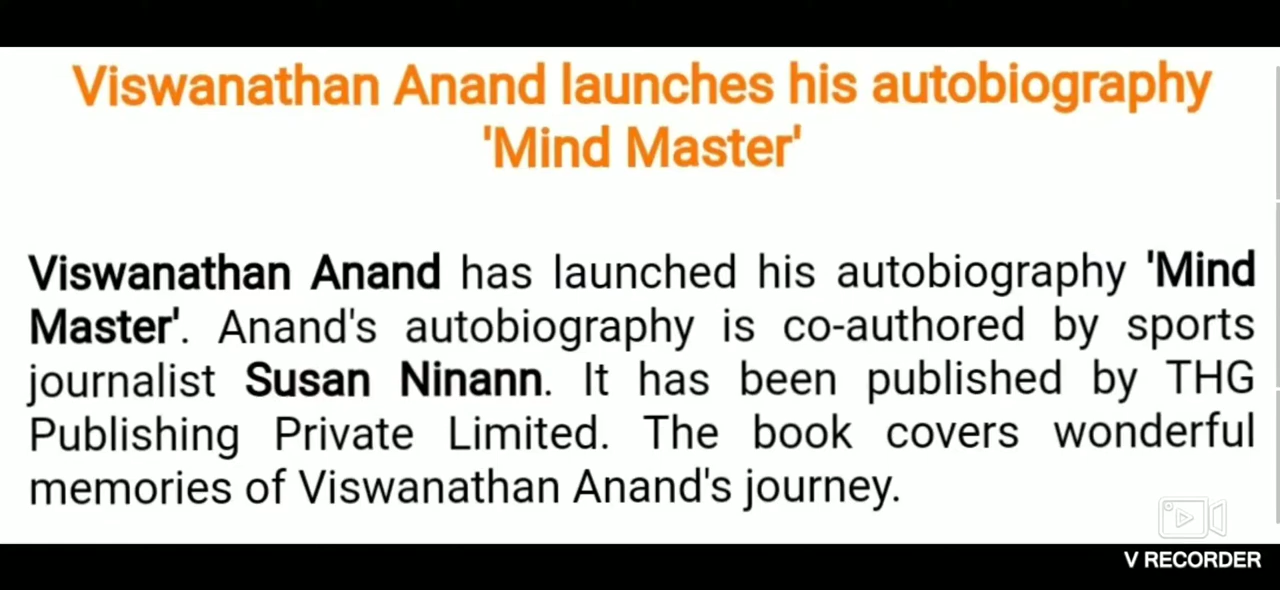 Viswanathan Anand launches his autobiography
'Mind Master'
Viswanathan Anand has launched his autobiography 'Mind
Master'. Anand's autobiography is co-authored by sports
journalist Susan Ninann. It has been published by THG
Publishing Private Limited. The book covers wonderful
memories of Viswanathan Anand's journey.
V RECORDER